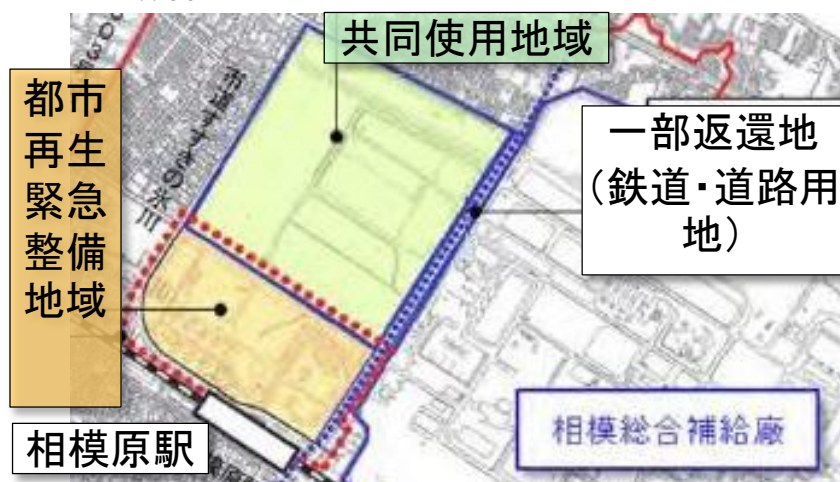 共同使用地域
都市
再生
緊急
整備
地域
市道すすきの氷川
一部返還地
（鉄道・道路用
地）
相模総合補給廠
相模原駅